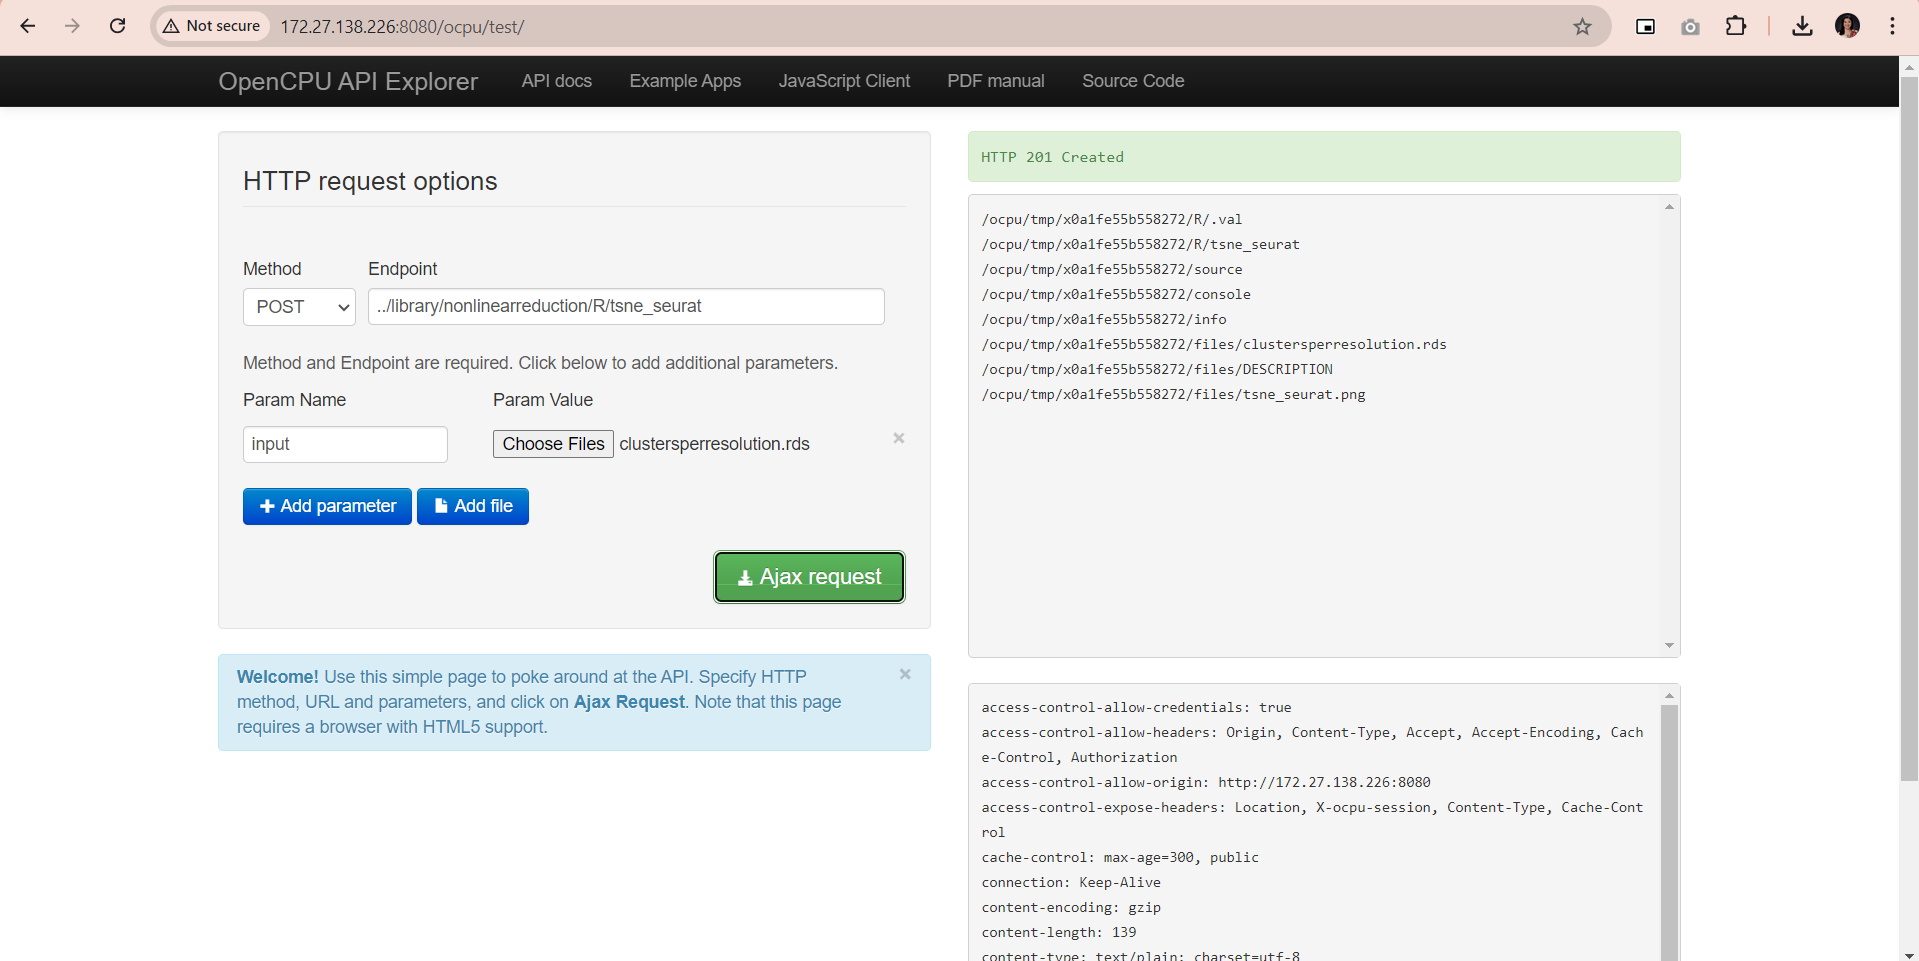 Not secure
172.27.138.226:8080/ocpu/test/
OpenCPU API Explorer
API docs
Example Apps
JavaScript Client
PDF manual
Source Code
HTTP request options
Method
Endpoint
POST
../library/nonlinearreduction/R/tsne_seurat
Method and Endpoint are required. Click below to add additional parameters.
Param Name
Param Value
input
Choose Files clustersperresolution.rds
×
Add parameter
Add file
Ajax request
Welcome! Use this simple page to poke around at the API. Specify HTTP
method, URL and parameters, and click on Ajax Request. Note that this page
requires a browser with HTML5 support.
×
HTTP 201 Created
/ocpu/tmp/x0a1fe55b558272/R/.val
/ocpu/tmp/x0a1fe55b558272/R/tsne_seurat
/ocpu/tmp/x0a1fe55b558272/source
/ocpu/tmp/x0a1fe55b558272/console
/ocpu/tmp/x0a1fe55b558272/info
/ocpu/tmp/x0a1fe55b558272/files/clustersperresolution.rds
/ocpu/tmp/x0a1fe55b558272/files/DESCRIPTION
/ocpu/tmp/x0a1fe55b558272/files/tsne_seurat.png
access-control-allow-credentials: true
access-control-allow-headers: Origin, Content-Type, Accept, Accept-Encoding, Cach
e-Control, Authorization
access-control-allow-origin: http://172.27.138.226:8080
access-control-expose-headers: Location, X-ocpu-session, Content-Type, Cache-Cont
rol
cache-control: max-age=300, public
connection: Keep-Alive
content-encoding: gzip
content-length: 139
content-type: text/plain; charset=utf-8